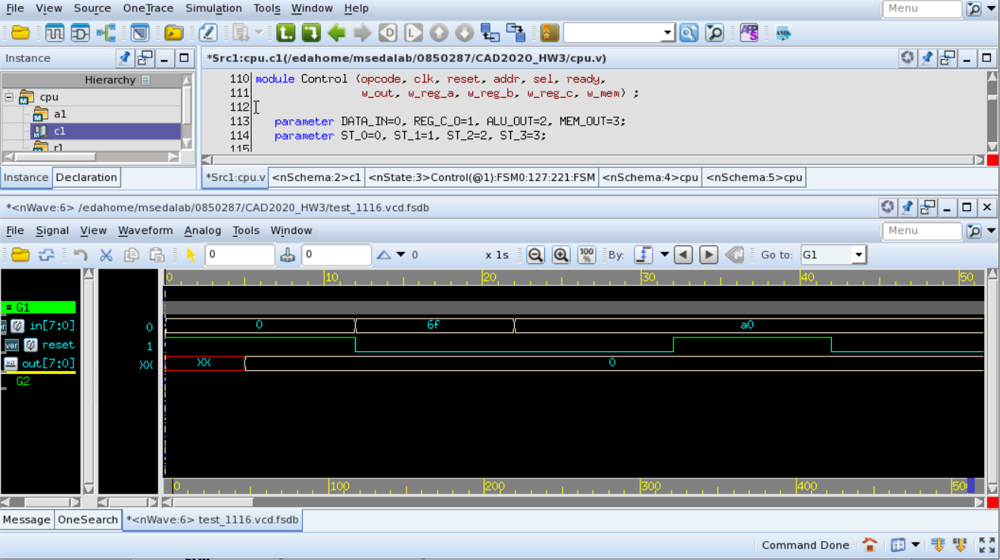 File View Source OneTrace Simulation Tools Window Help Menu
Instance
*Src1:cpu.c1(/edahome/msedalab/0850287/CAD2020_HW3/cpu.v)
Hierarchy
cpu
a1
c1
r1
110 module Control (opcode, clk, reset, addr, sel, ready,
111 w_out, w_reg_a, w_reg_b, w_reg_c, w_mem) ;
112
113 parameter DATA_IN=0, REG_C_O=1, ALU_OUT=2, MEM_OUT=3;
114 parameter ST_0=0, ST_1=1, ST_2=2, ST_3=3;
115
Instance Declaration
*Src1:cpu.v <nSchema:2>c1 <nState:3>Control(@1):FSM0:127:221:FSM <nSchema:4>cpu <nSchema:5>cpu
*<nWave:6> /edahome/msedalab/0850287/CAD2020_HW3/test_1116.vcd.fsdb
File Signal View Waveform Analog Tools Window Menu
0 0 0 x 1s 100 % By: Go to: G1
0 10 20 30 40 50
= G1
in[7:0] 0 0 6f a0
ver reset 1
out[7:0] XX XX 0
G2
0 100 200 300 400 50
Message OneSearch *<nWave:6> test_1116.vcd.fsdb
Command Done